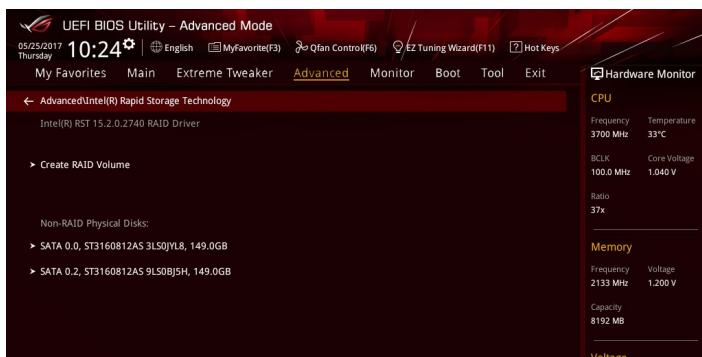 UEFI BIOS Utility – Advanced Mode
05/25/2017 Thursday 10:24 English MyFavorite(F3) Qfan Control(F6) EZ Tuning Wizard(F11) ? Hot Keys
My Favorites Main Extreme Tweaker Advanced Monitor Boot Tool Exit
← Advanced\Intel(R) Rapid Storage Technology
Intel(R) RST 15.2.0.2740 RAID Driver
> Create RAID Volume
Non-RAID Physical Disks:
> SATA 0.0, ST3160812AS 3LS0JYL8, 149.0GB
> SATA 0.2, ST3160812AS 9LS0BJ5H, 149.0GB
Hardware Monitor
CPU
Frequency Temperature
3700 MHz 33°C
BCLK Core Voltage
100.0 MHz 1.040 V
Ratio
37x
Memory
Frequency Voltage
2133 MHz 1.200 V
Capacity
8192 MB
Voltage